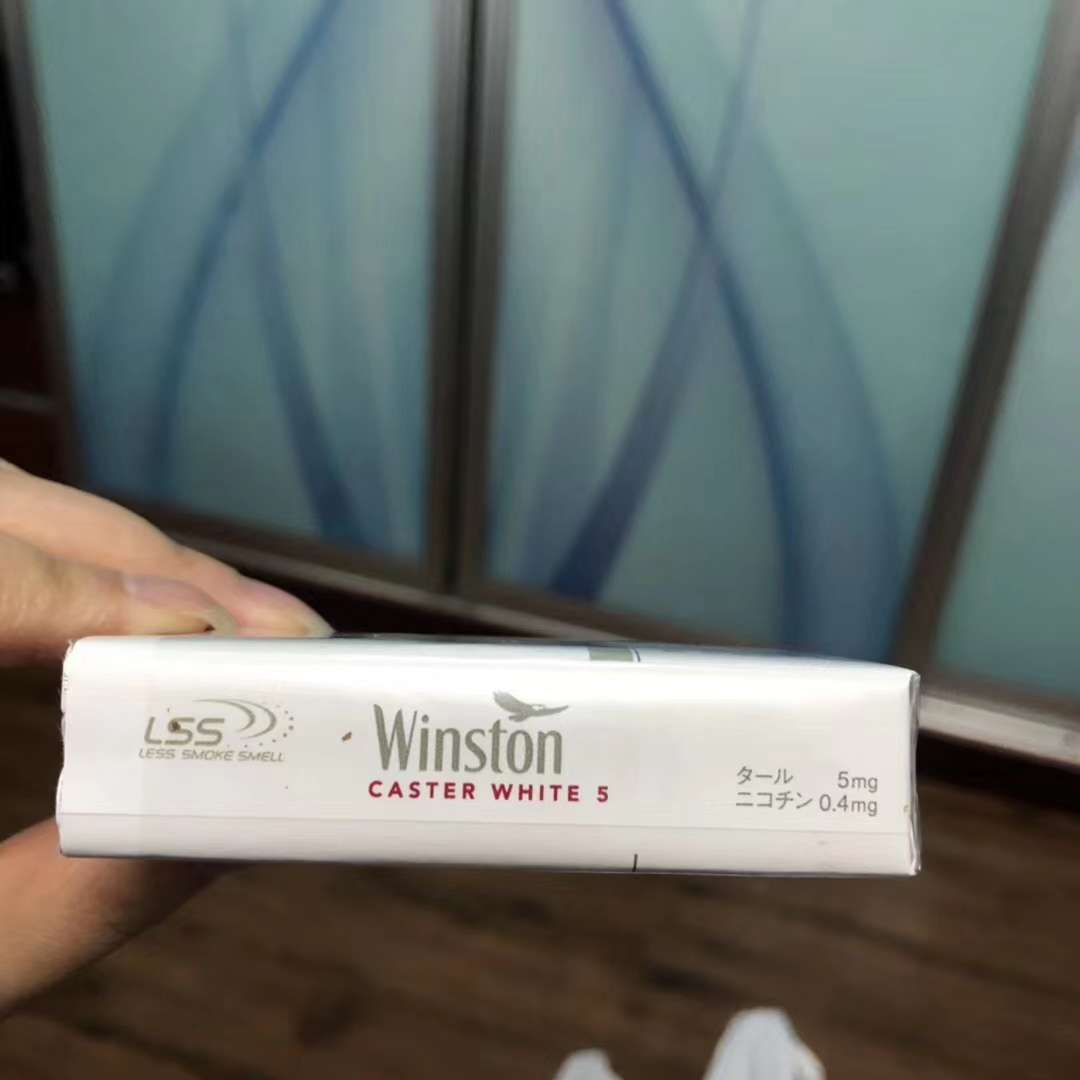 LSS
LESS SMOKE SMELL
Winston
CASTER WHITE 5
タール 5mg
ニコチン 0.4mg